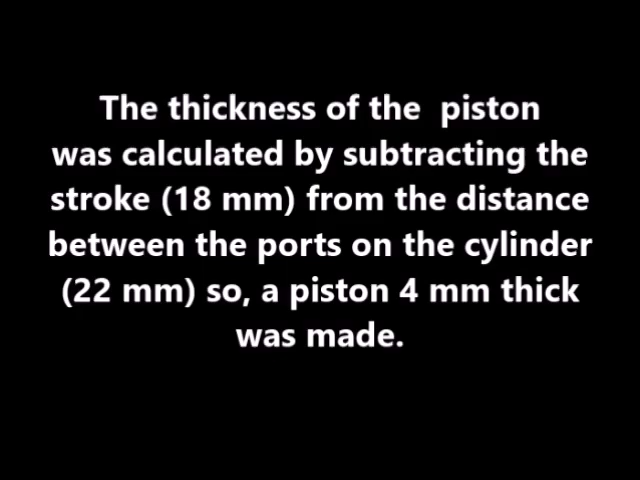 The thickness of the  piston
was calculated by subtracting the
stroke (18 mm) from the distance
between the ports on the cylinder
(22 mm) so, a piston 4 mm thick
was made.